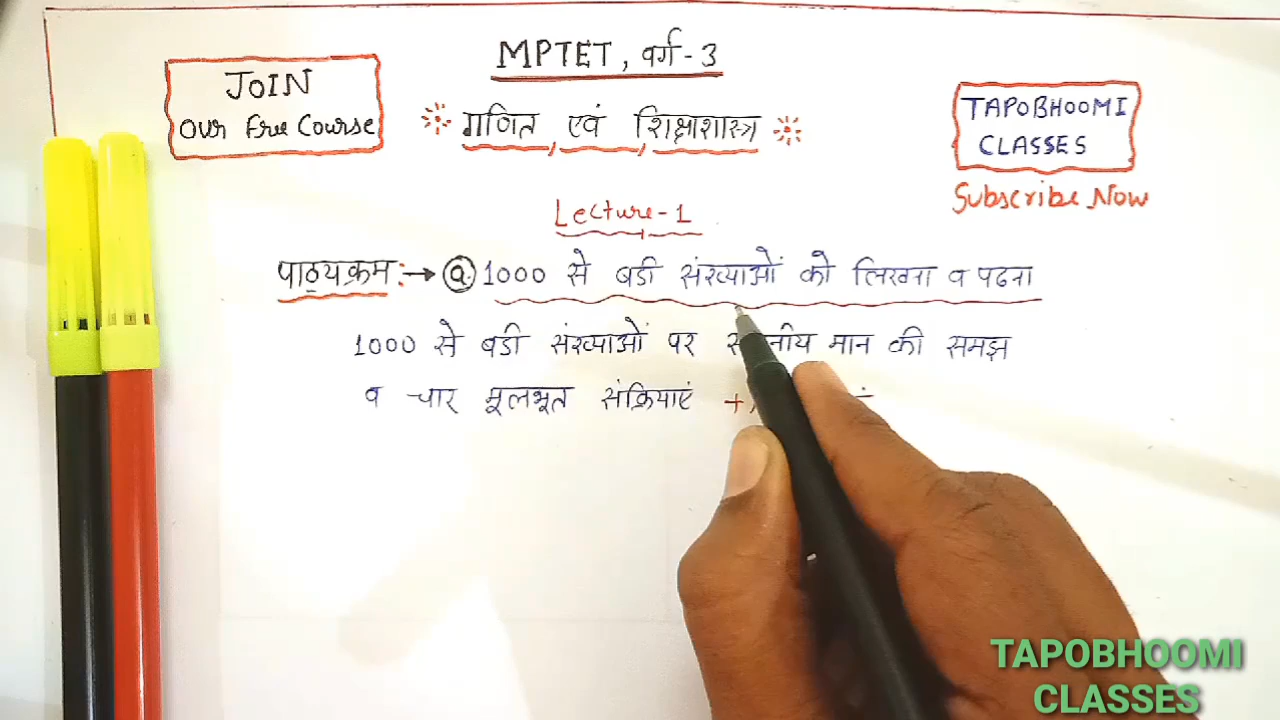 MPTET, वर्ग-3
JOIN
Our Free Course
गणित एवं शिक्षाशास्त्र
TAPOBHOOMI
CLASSES
Subscribe Now
Lecture-1
पाठ्यक्रम:→ ⓐ 1000 से बडी संख्याओं को लिखना व पढना
1000 से बडी संख्याओं पर मान की समझ
व चार मूलभूत संक्रियाएं +
TAPOBHOOMI
CLASSES